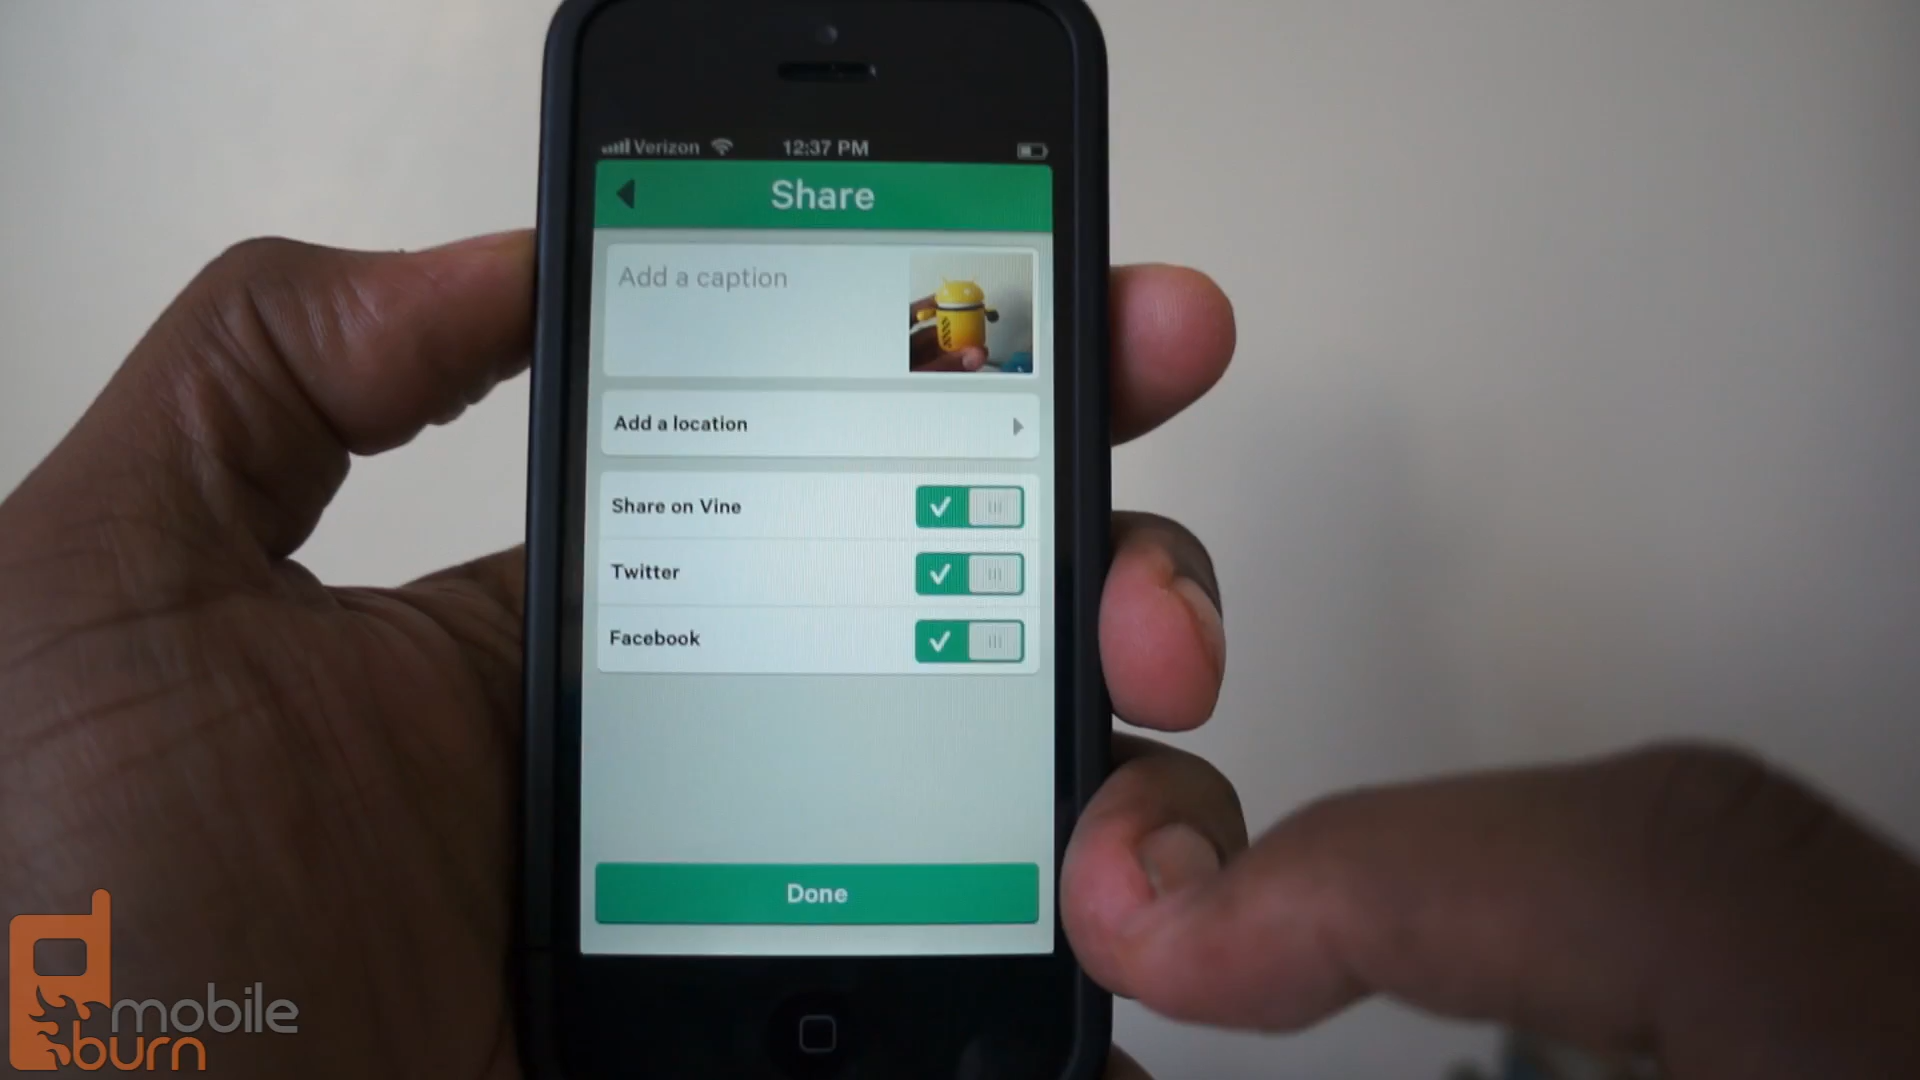 Verizon 12:37 PM
Share
Add a caption
Add a location
Share on Vine
Twitter
Facebook
Done
mobile
burn